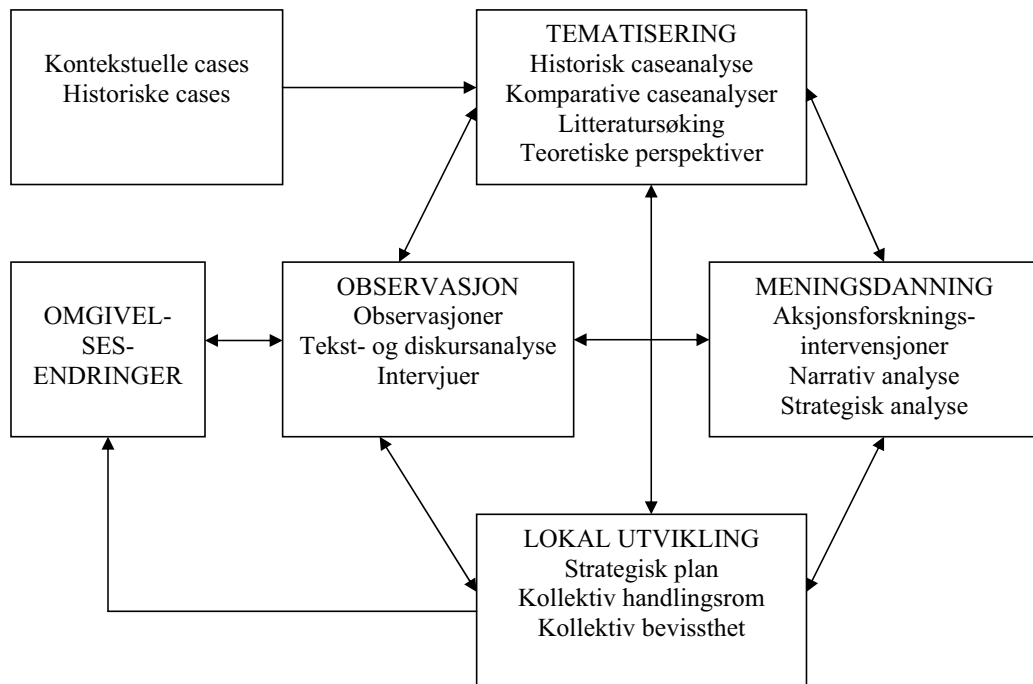 Kontekstuelle cases
Historiske cases
TEMATISERING
Historisk caseanalyse
Komparative caseanalyser
Litteratursøking
Teoretiske perspektiver
OMGIVEL-
SES-
ENDRINGER
OBSERVASJON
Observasjoner
Tekst- og diskursanalyse
Intervjuer
MENINGSDANNING
Aksjonsforsknings-
intervensjoner
Narrativ analyse
Strategisk analyse
LOKAL UTVIKLING
Strategisk plan
Kollektiv handlingsrom
Kollektiv bevissthet